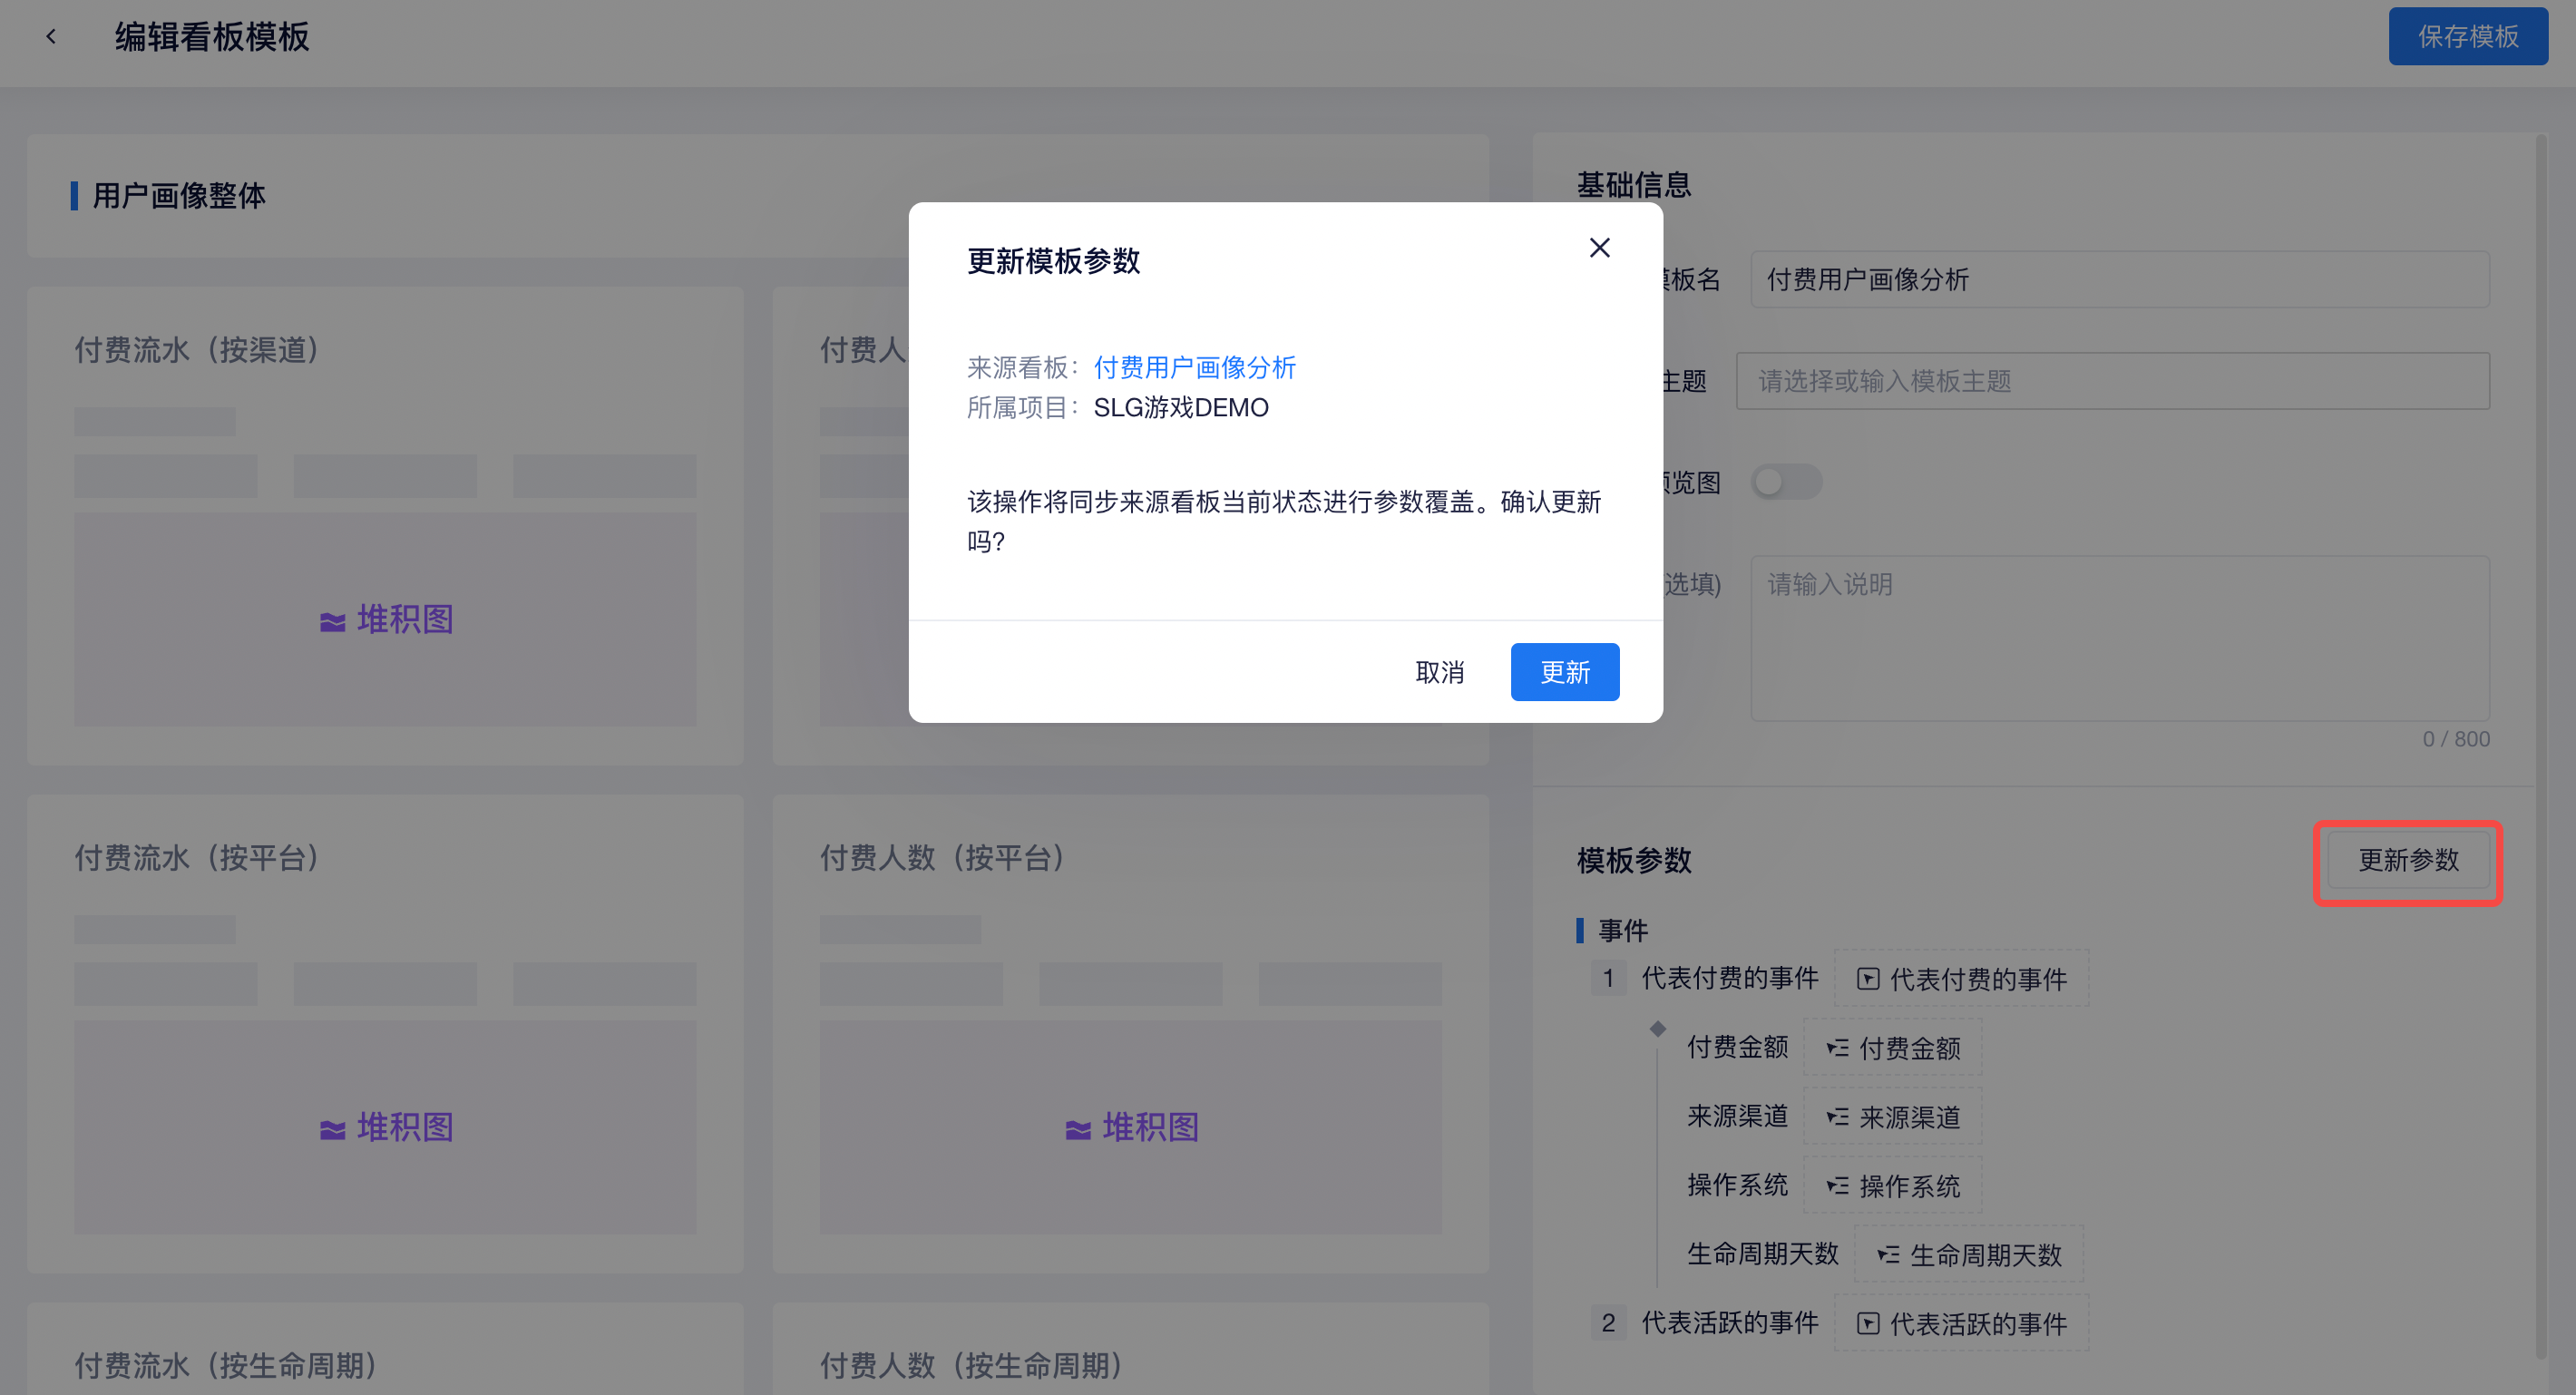 编辑看板模板
保存模板
用户画像整体
付费流水（按渠道）
堆积图
付费人
付费流水（按平台）
堆积图
付费人数（按平台）
堆积图
付费流水（按生命周期）
付费人数（按生命周期）
更新模板参数
来源看板：付费用户画像分析
所属项目：SLG游戏DEMO
该操作将同步来源看板当前状态进行参数覆盖。确认更新
吗？
取消
更新
基础信息
板名 付费用户画像分析
主题 请选择或输入模板主题
览图
选填) 请输入说明
0 / 800
模板参数
更新参数
事件
1 代表付费的事件 代表付费的事件
付费金额 付费金额
来源渠道 来源渠道
操作系统 操作系统
生命周期天数 生命周期天数
2 代表活跃的事件 代表活跃的事件